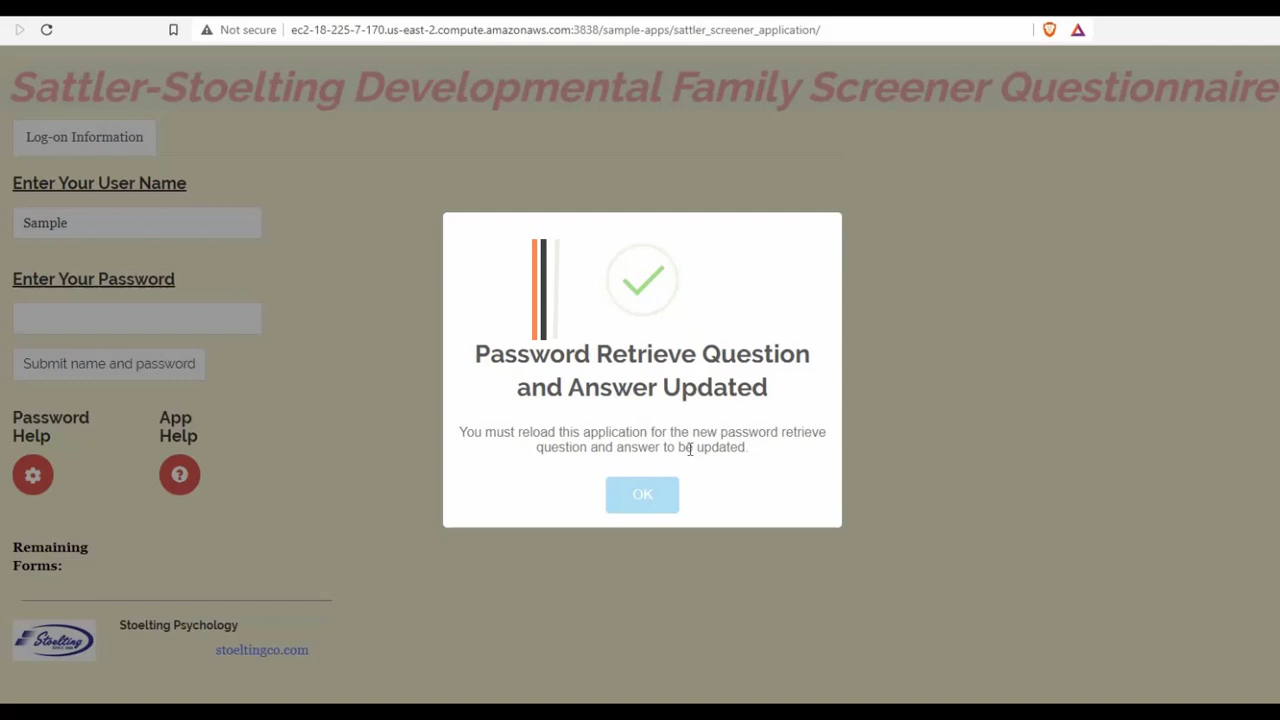 Not secure
ec2-18-225-7-170.us-east-2.compute.amazonaws.com:3838/sample-apps/sattler_screener_application/
Sattler-Stoelting Developmental Family Screener Questionnaire
Log-on Information
Enter Your User Name
Sample
Enter Your Password
Submit name and password
Password
Help
App
Help
Remaining
Forms:
Stoelting
Stoelting Psychology
stoeltingco.com
Password Retrieve Question
and Answer Updated
You must reload this application for the new password retrieve
question and answer to be updated.
OK